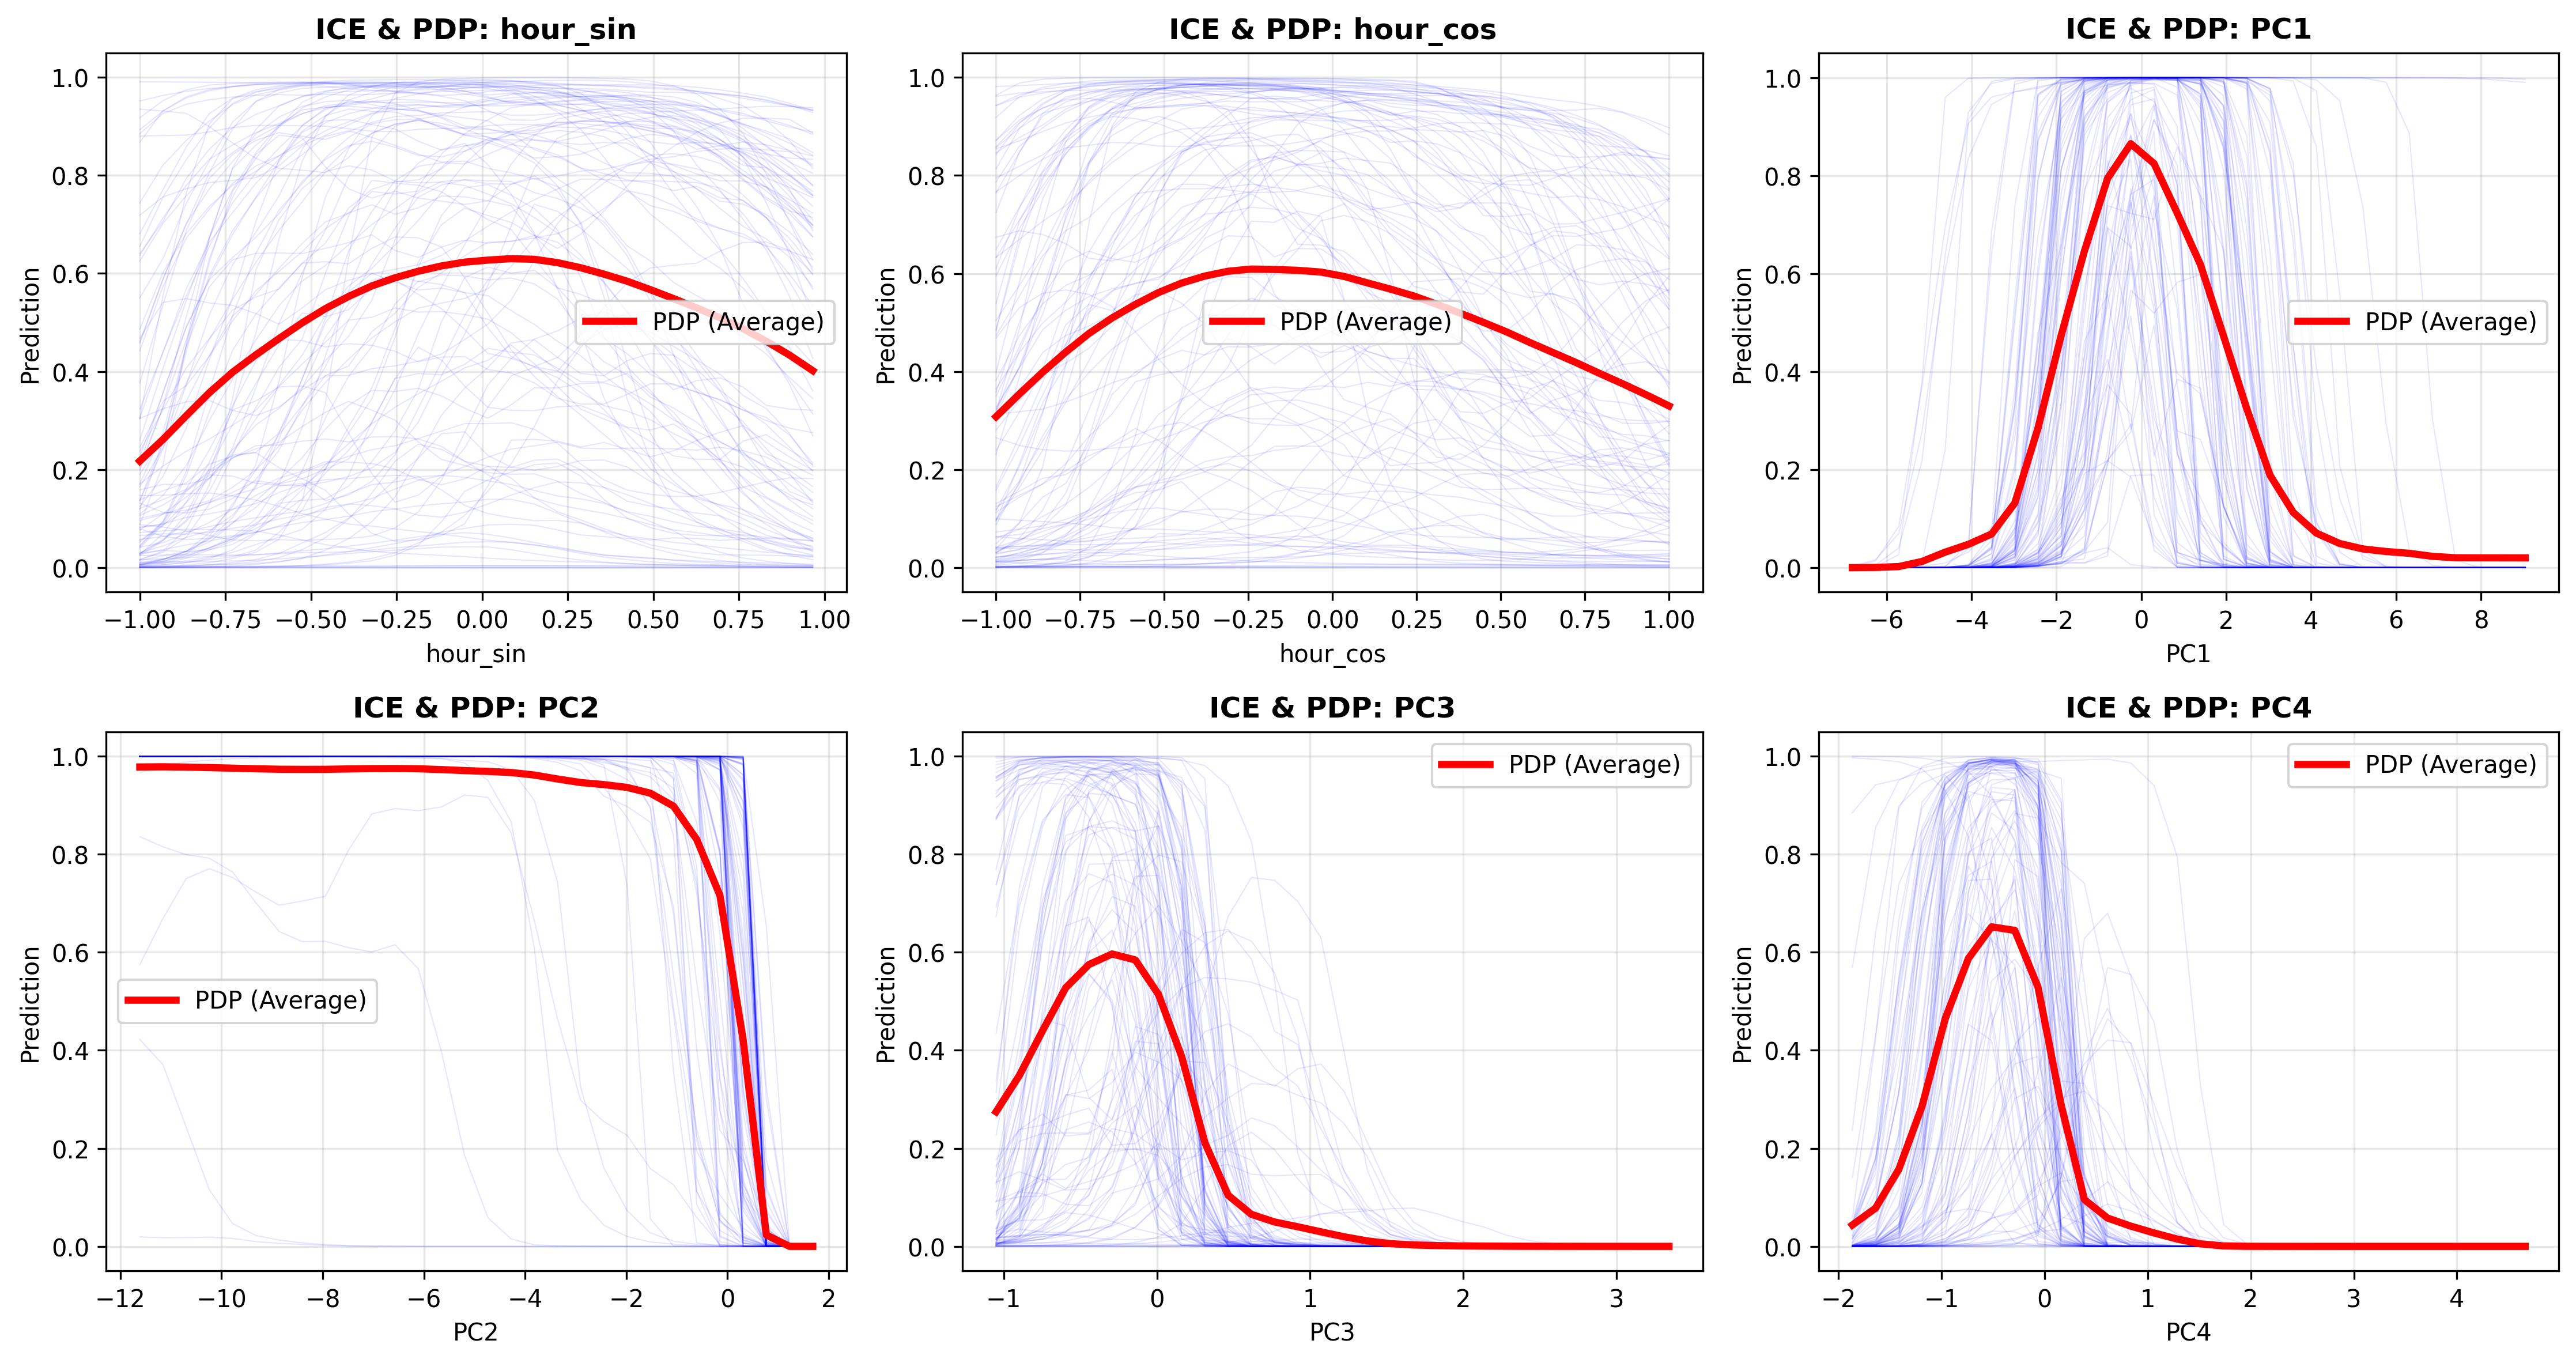 ICE & PDP: hour_sin
Prediction
1.0
0.8
0.6
0.4
0.2
0.0
PDP (Average)
−1.00 −0.75 −0.50 −0.25 0.00 0.25 0.50 0.75 1.00
hour_sin
ICE & PDP: hour_cos
Prediction
1.0
0.8
0.6
0.4
0.2
0.0
PDP (Average)
−1.00 −0.75 −0.50 −0.25 0.00 0.25 0.50 0.75 1.00
hour_cos
ICE & PDP: PC1
Prediction
1.0
0.8
0.6
0.4
0.2
0.0
PDP (Average)
−6 −4 −2 0 2 4 6 8
PC1
ICE & PDP: PC2
Prediction
1.0
0.8
0.6
0.4
0.2
0.0
PDP (Average)
−12 −10 −8 −6 −4 −2 0 2
PC2
ICE & PDP: PC3
Prediction
1.0
0.8
0.6
0.4
0.2
0.0
PDP (Average)
−1 0 1 2 3
PC3
ICE & PDP: PC4
Prediction
1.0
0.8
0.6
0.4
0.2
0.0
PDP (Average)
−2 −1 0 1 2 3 4
PC4